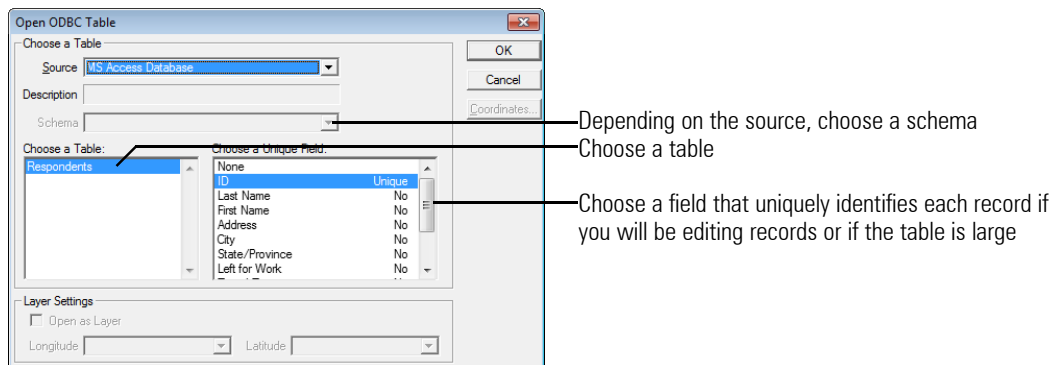 Open ODBC Table
Choose a Table
OK
Source MS Access Database
Cancel
Description
Coordinates...
Schema
Depending on the source, choose a schema
Choose a table
Choose a Table:
Choose a Unique Field:
Respondents
None
ID Unique
Last Name No
First Name No
Address No
City No
State/Province No
Left for Work No
Choose a field that uniquely identifies each record if
you will be editing records or if the table is large
Layer Settings
Open as Layer
Longitude
Latitude